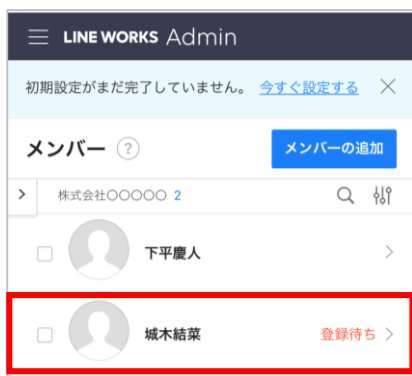 LINE WORKS Admin
初期設定がまだ完了していません。 今すぐ設定する
メンバー ?
メンバーの追加
株式会社〇〇〇〇〇 2
下平慶人
城木結菜 登録待ち